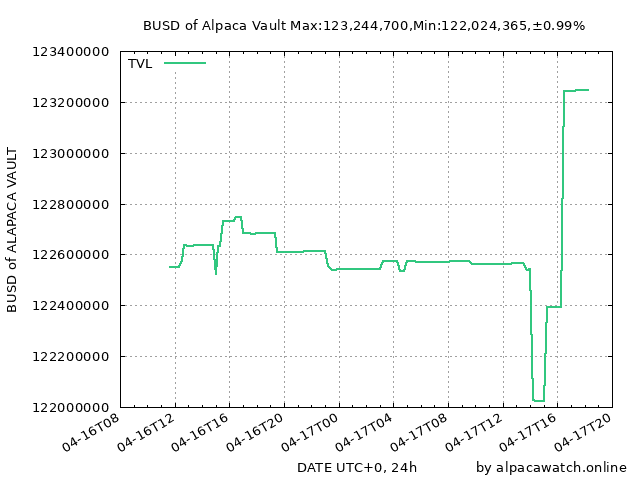 BUSD of Alpaca Vault Max:123,244,700,Min:122,024,365,±0.99%
TVL
123400000
123200000
123000000
122800000
122600000
122400000
122200000
122000000
BUSD of ALAPACA VAULT
04-16T08
04-16T12
04-16T16
04-16T20
04-17T00
04-17T04
04-17T08
04-17T12
04-17T16
04-17T20
DATE UTC+0, 24h
by alpacawatch.online